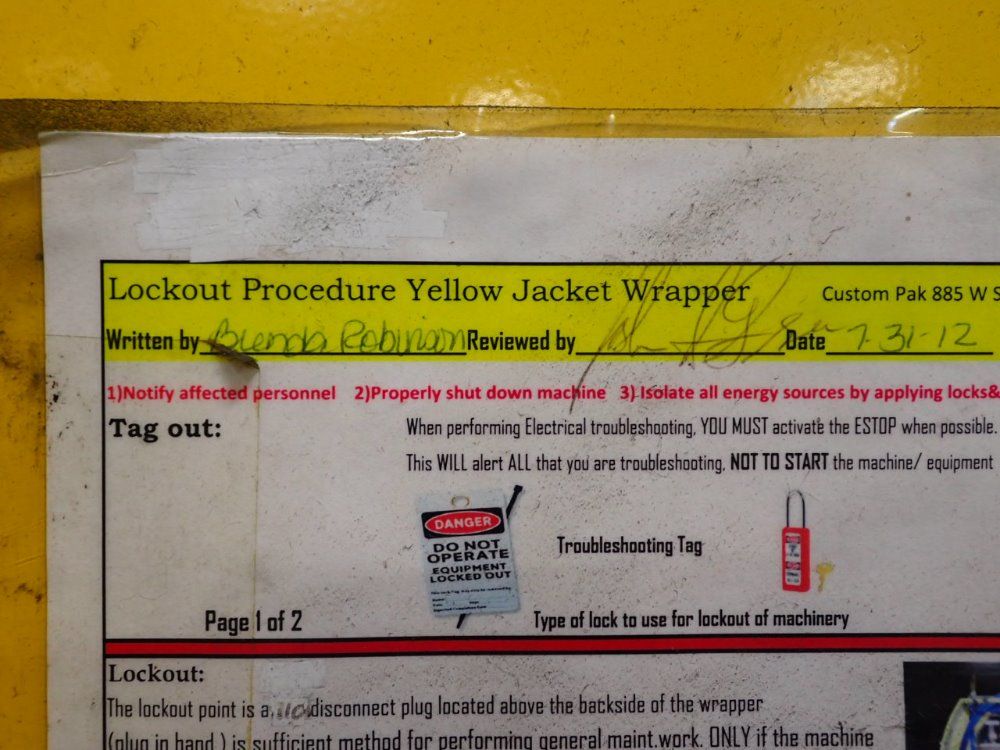 Lockout Procedure Yellow Jacket Wrapper Custom Pak 885 W S
Written by Brenda Robinson Reviewed by Date 7-31-12
1)Notify affected personnel 2)Properly shut down machine 3) Isolate all energy sources by applying locks&
Tag out: When performing Electrical troubleshooting, YOU MUST activate the ESTOP when possible.
This WILL alert ALL that you are troubleshooting, NOT TO START the machine/ equipment
DANGER
DO NOT
OPERATE
EQUIPMENT
LOCKED OUT
Troubleshooting Tag
Page 1 of 2 Type of lock to use for lockout of machinery
Lockout:
The lockout point is a 110 disconnect plug located above the backside of the wrapper
(plug in hand ) is sufficient method for performing general maint.work. ONLY if the machine